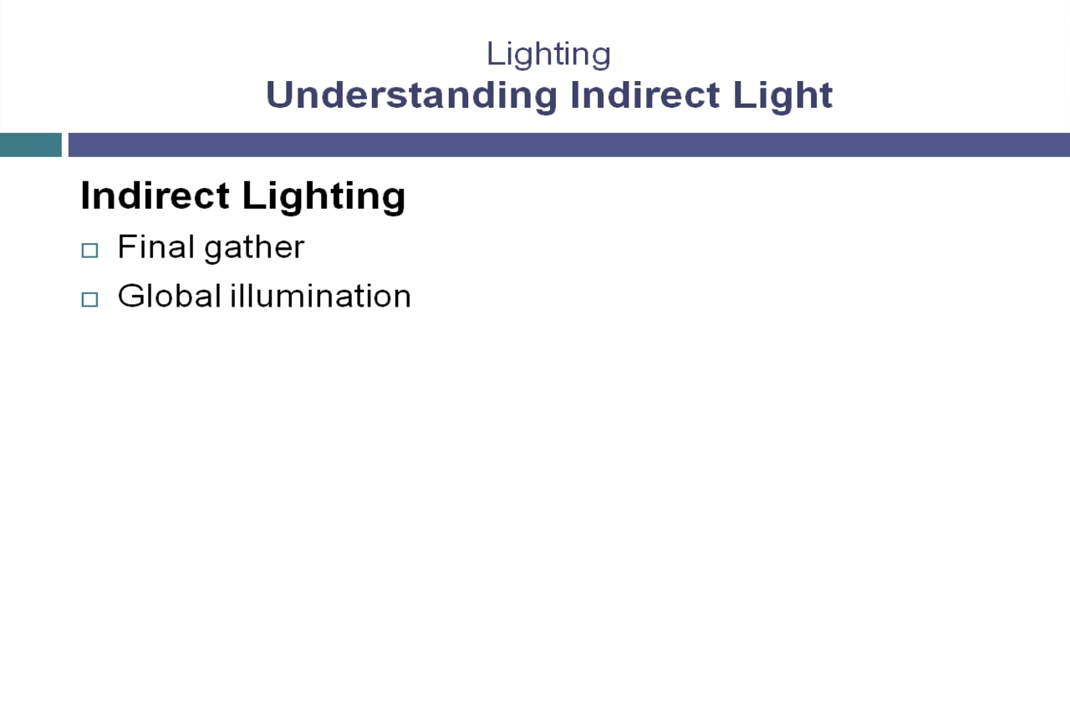 Lighting
Understanding Indirect Light
Indirect Lighting
Final gather
Global illumination